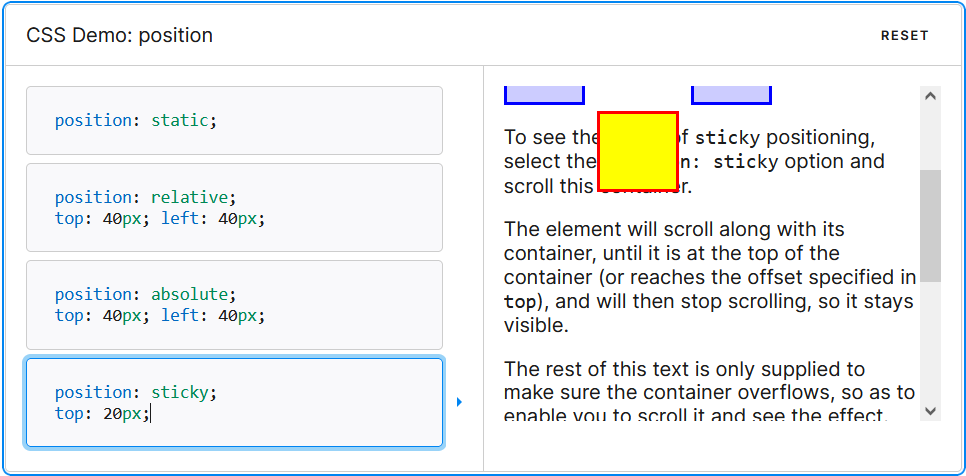 CSS Demo: position
RESET
position: static;
position: relative;
top: 40px; left: 40px;
position: absolute;
top: 40px; left: 40px;
position: sticky;
top: 20px;
To see the of sticky positioning,
select the n: sticky option and
scroll this container.
The element will scroll along with its
container, until it is at the top of the
container (or reaches the offset specified in
top), and will then stop scrolling, so it stays
visible.
The rest of this text is only supplied to
make sure the container overflows, so as to
enable you to scroll it and see the effect.